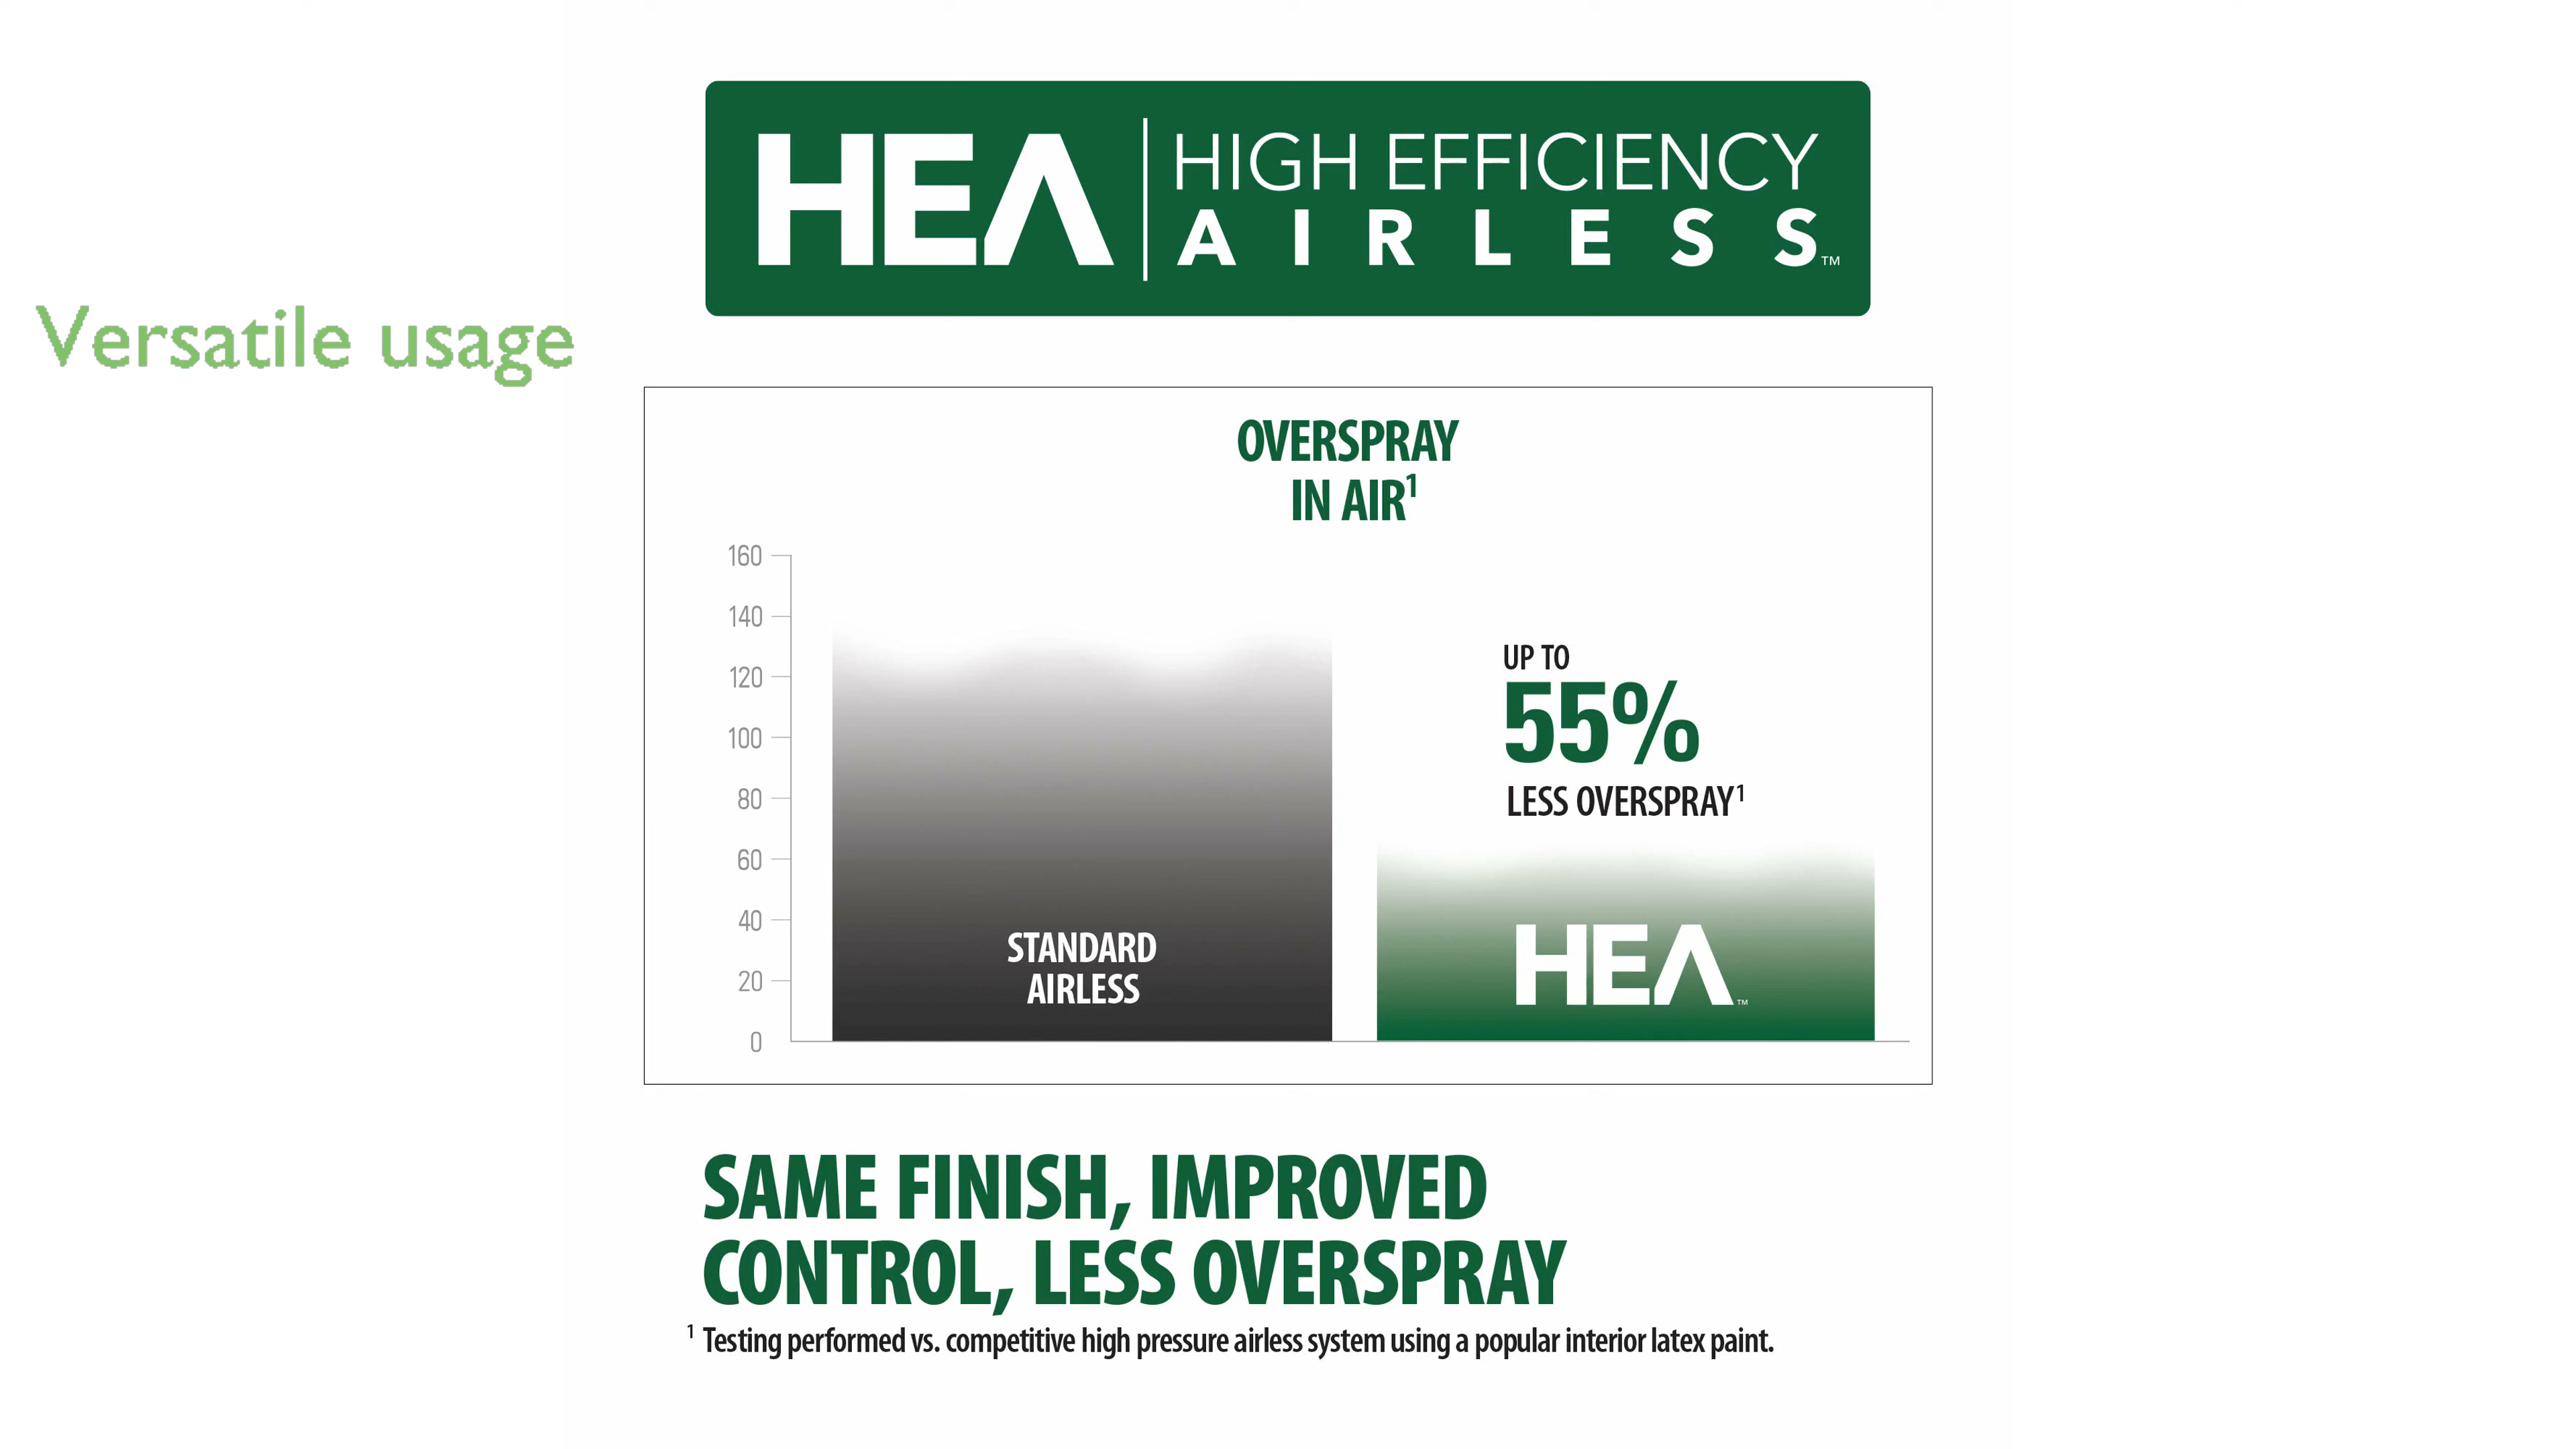 HEA
HIGH EFFICIENCY
AIRLESS™
Versatile usage
OVERSPRAY
IN AIR¹
160
140
120
100
80
60
40
20
0
UP TO
55%
LESS OVERSPRAY¹
STANDARD
AIRLESS
HEA™
SAME FINISH, IMPROVED
CONTROL, LESS OVERSPRAY
¹ Testing performed vs. competitive high pressure airless system using a popular interior latex paint.